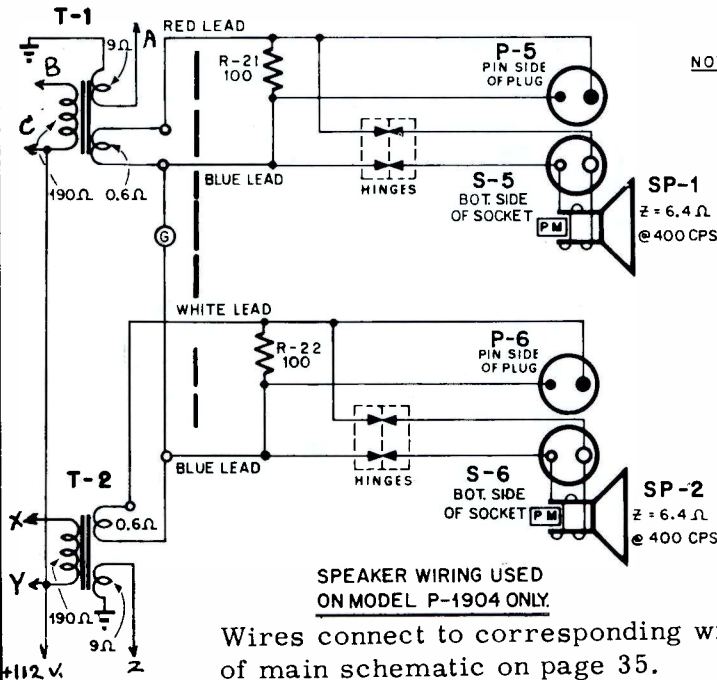 T-1
9Ω
A
RED LEAD
R-21
100
P-5
PIN SIDE
OF PLUG
B
C
190Ω
0.6Ω
BLUE LEAD
HINGES
S-5
BOT. SIDE
OF SOCKET
PM
SP-1
Z = 6.4 Ω
@ 400 CPS
G
WHITE LEAD
R-22
100
P-6
PIN SIDE
OF PLUG
BLUE LEAD
HINGES
S-6
BOT. SIDE
OF SOCKET
PM
SP-2
Z = 6.4 Ω
@ 400 CPS
T-2
X
0.6Ω
Y
190Ω
9Ω
Z
+112 V.
SPEAKER WIRING USED
ON MODEL P-1904 ONLY.
Wires connect to corresponding
of main schematic on page 35.